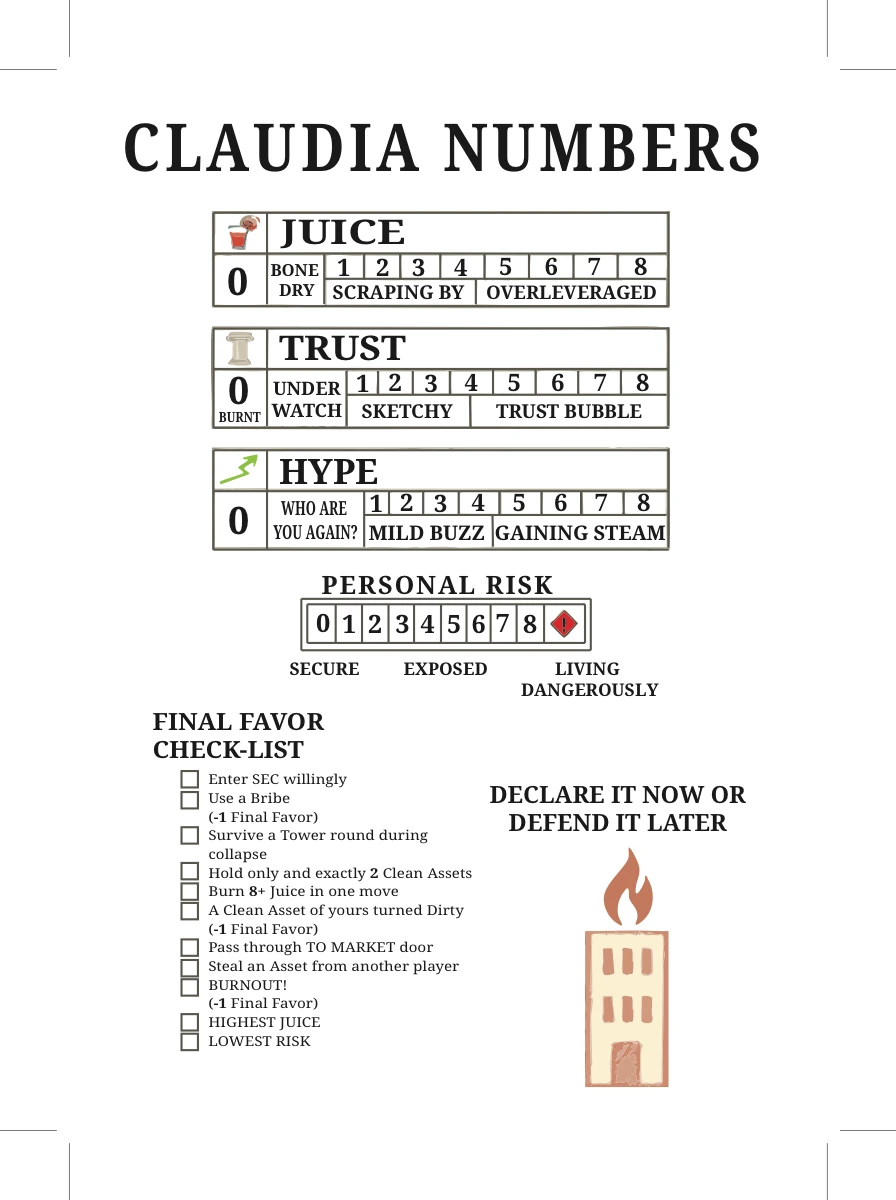 CLAUDIA NUMBERS
JUICE
0 BONE DRY 1 2 3 4 5 6 7 8
SCRAPING BY OVERLEVERAGED
TRUST
0 BURNT UNDER WATCH 1 2 3 4 5 6 7 8
SKETCHY TRUST BUBBLE
HYPE
0 WHO ARE YOU AGAIN? 1 2 3 4 5 6 7 8
MILD BUZZ GAINING STEAM
PERSONAL RISK
0 1 2 3 4 5 6 7 8 !
SECURE EXPOSED LIVING
DANGEROUSLY
FINAL FAVOR
CHECK-LIST
Enter SEC willingly
Use a Bribe
(-1 Final Favor)
Survive a Tower round during
collapse
Hold only and exactly 2 Clean Assets
Burn 8+ Juice in one move
A Clean Asset of yours turned Dirty
(-1 Final Favor)
Pass through TO MARKET door
Steal an Asset from another player
BURNOUT!
(-1 Final Favor)
HIGHEST JUICE
LOWEST RISK
DECLARE IT NOW OR
DEFEND IT LATER